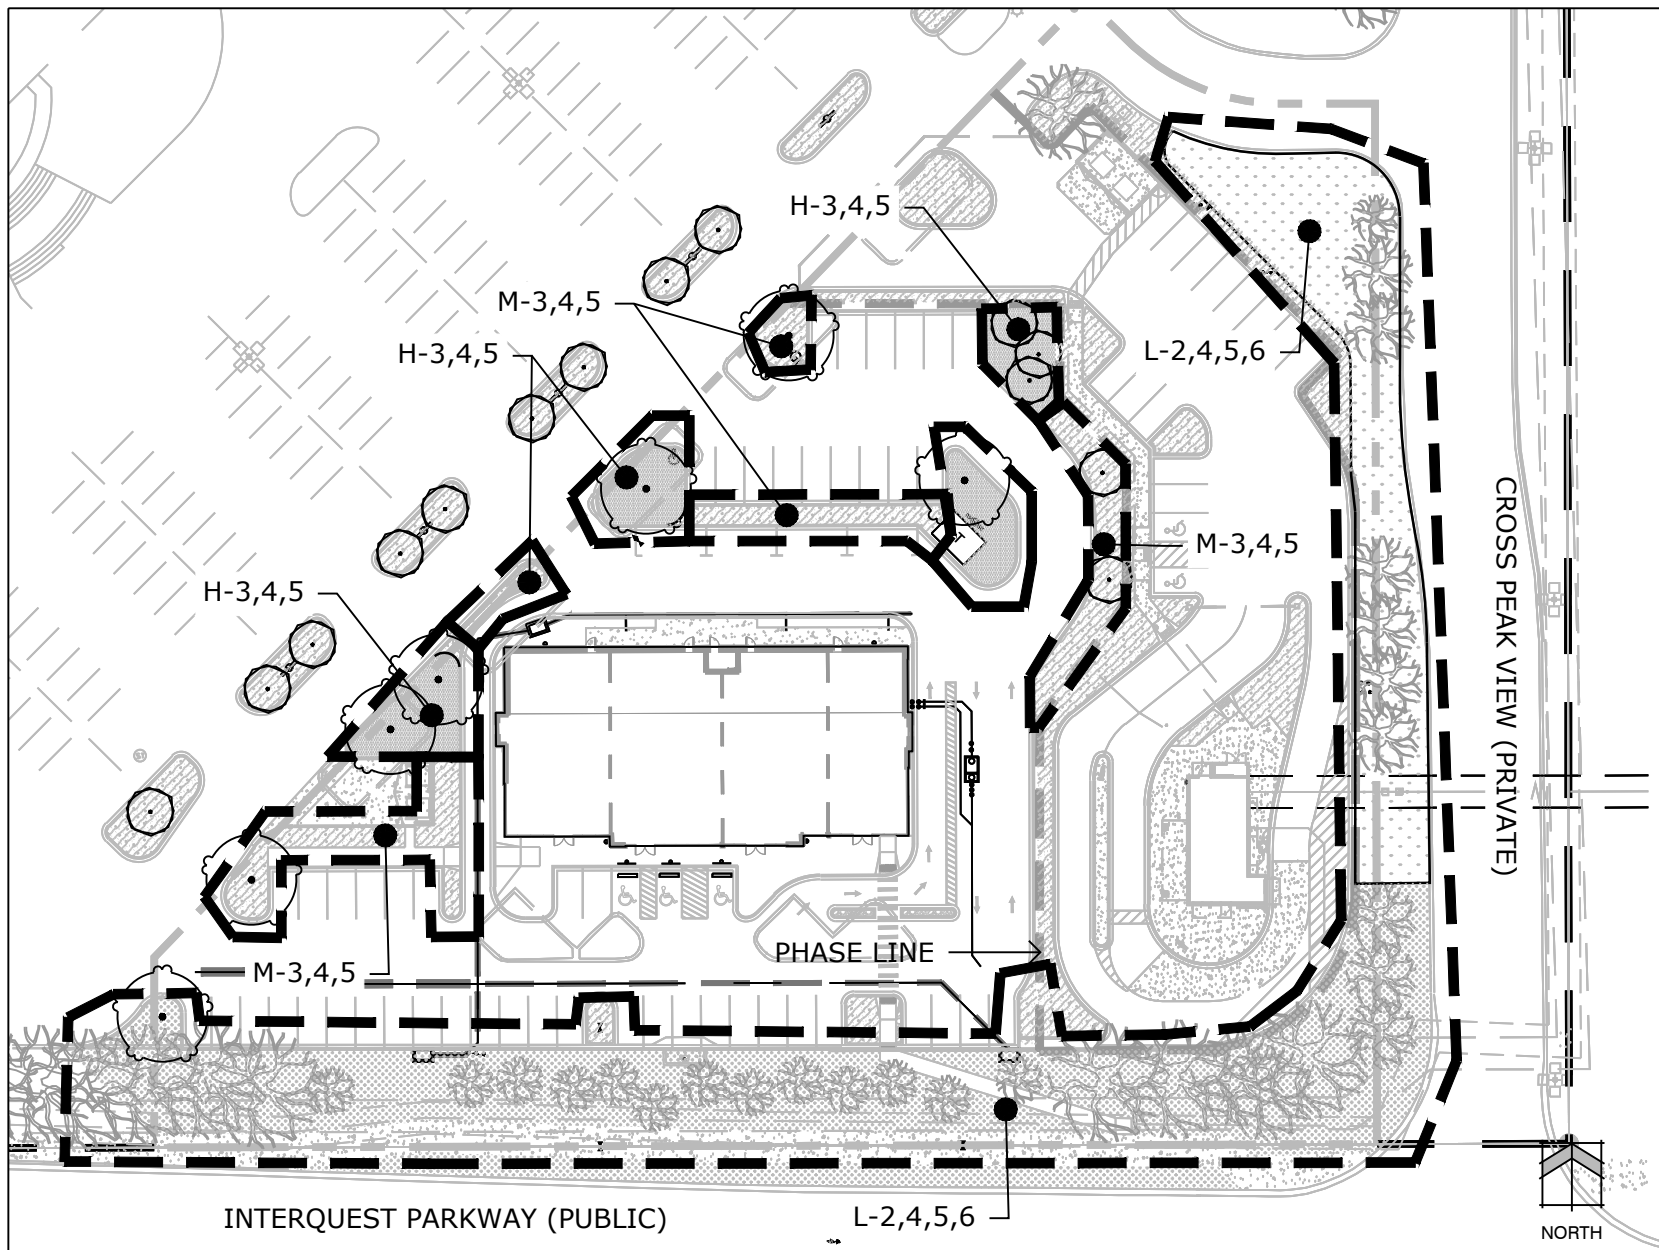 H-3,4,5
M-3,4,5
H-3,4,5
L-2,4,5,6
M-3,4,5
H-3,4,5
CROSS PEAK VIEW (PRIVATE)
PHASE LINE
M-3,4,5
INTERQUEST PARKWAY (PUBLIC)
L-2,4,5,6
NORTH